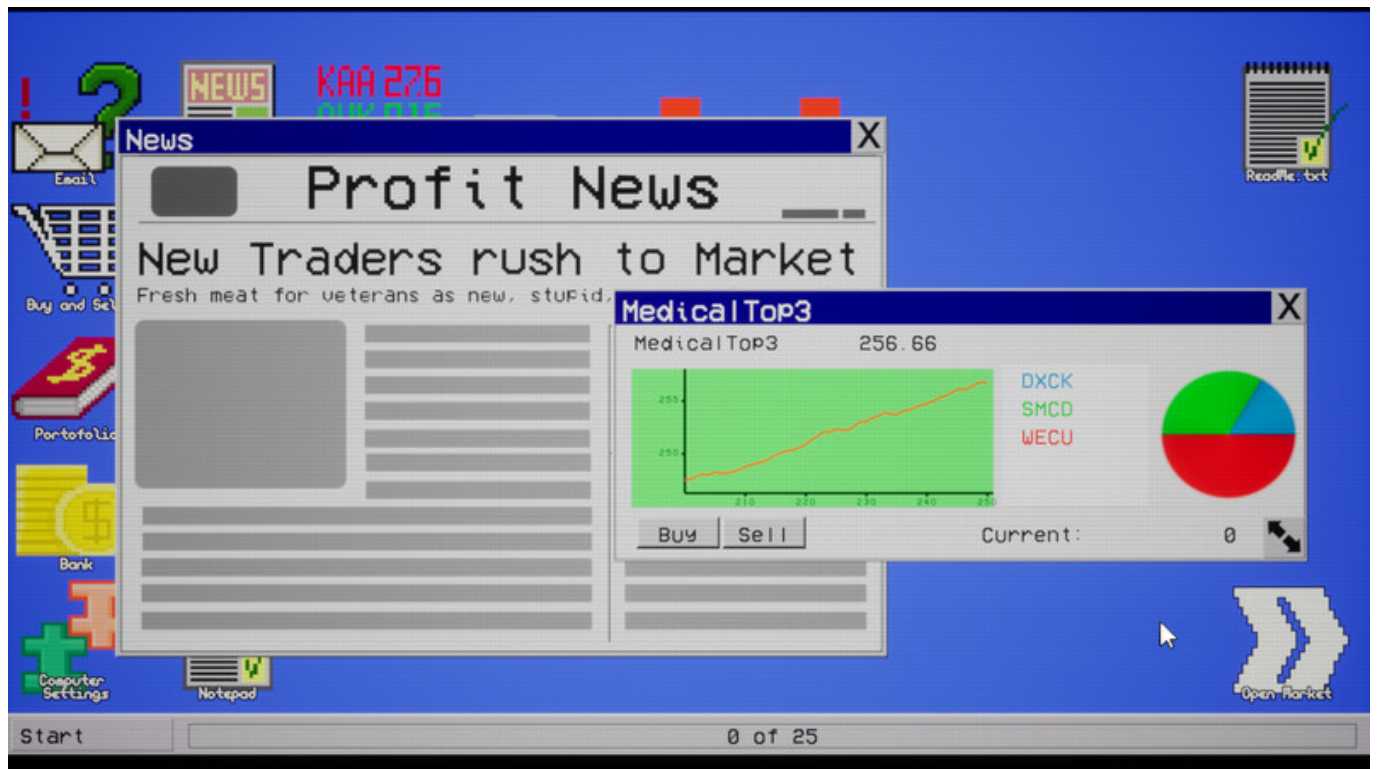 KAA 27.6
NEWS
News X
Email
Profit News
ReadMe.txt
New Traders rush to Market
Fresh meat for veterans as new, stupid,
Buy and Sel
MedicalTop3 X
MedicalTop3 256.66
255
250
210 220 230 240 250
DXCK
SMCD
WECU
Portofolio
Buy Sell Current: 0
Bank
Computer
Settings
Notepad
Open Market
Start 0 of 25